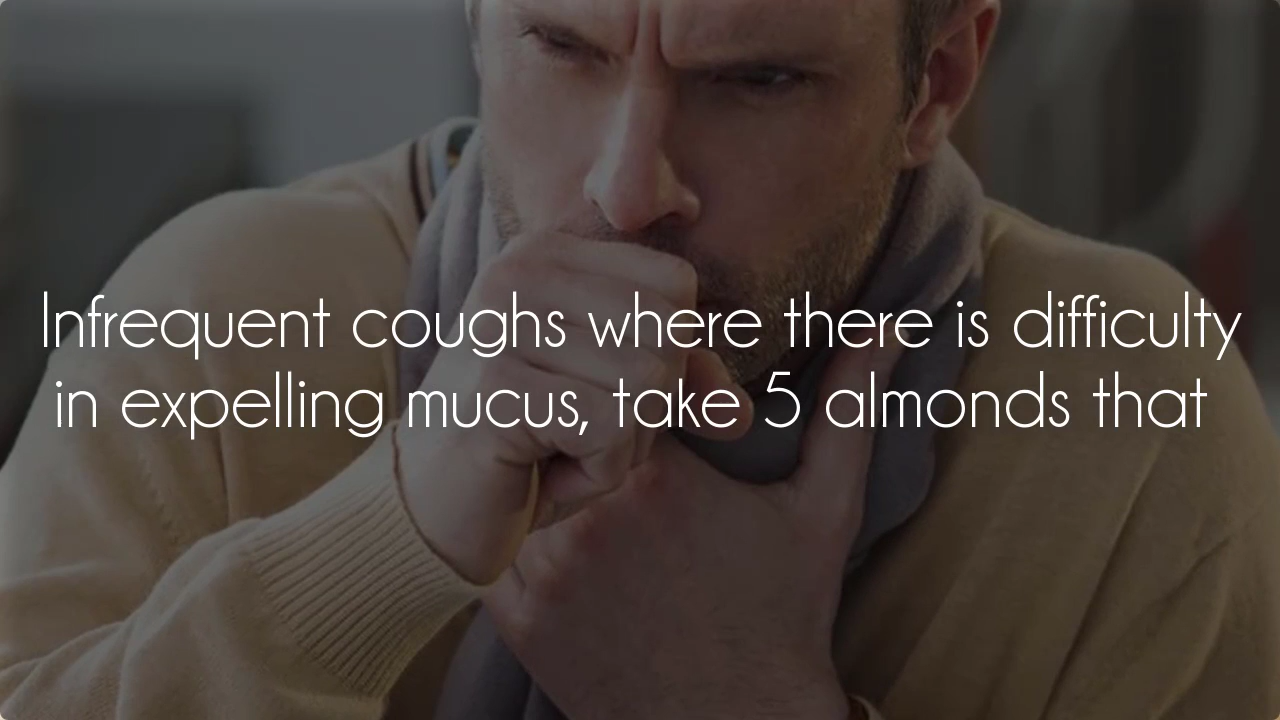 Infrequent coughs where there is difficulty
in expelling mucus, take 5 almonds that